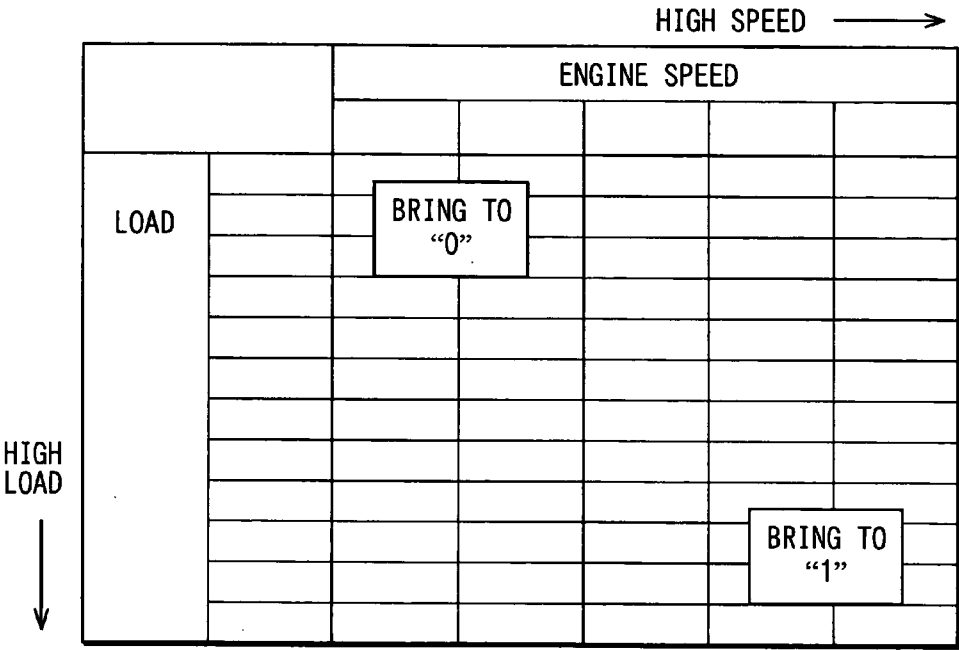 HIGH SPEED
ENGINE SPEED
LOAD
BRING TO
“0”
HIGH
LOAD
BRING TO
“1”